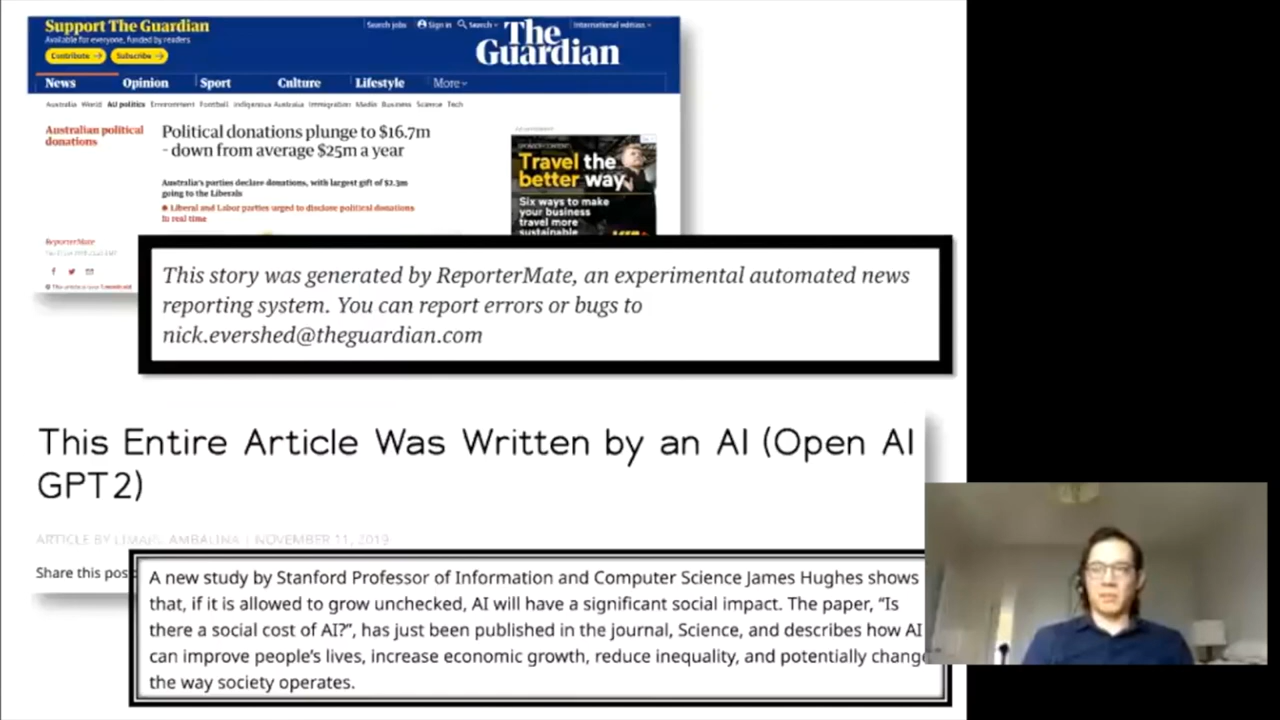 Support The Guardian
Available for everyone, funded by readers
Contribute → Subscribe →
Search jobs Sign in Search International edition
The
Guardian
News Opinion Sport Culture Lifestyle More
Australia World AU politics Environment Football Indigenous Australia Immigration Media Business Science Tech
Australian political
donations
Political donations plunge to $16.7m
- down from average $25m a year
Australia's parties declare donations, with largest gift of $2.3m
going to the Liberals
Liberal and Labor parties urged to disclose political donations
in real time
ReporterMate
Travel the
better way
Six ways to make
your business
travel more
sustainable
This story was generated by ReporterMate, an experimental automated news
reporting system. You can report errors or bugs to
nick.evershed@theguardian.com
This Entire Article Was Written by an AI (Open AI
GPT2)
ARTICLE BY AMBALINA | NOVEMBER 11, 2019
Share this pos
A new study by Stanford Professor of Information and Computer Science James Hughes shows
that, if it is allowed to grow unchecked, AI will have a significant social impact. The paper, “Is
there a social cost of AI?”, has just been published in the journal, Science, and describes how AI
can improve people’s lives, increase economic growth, reduce inequality, and potentially chang
the way society operates.